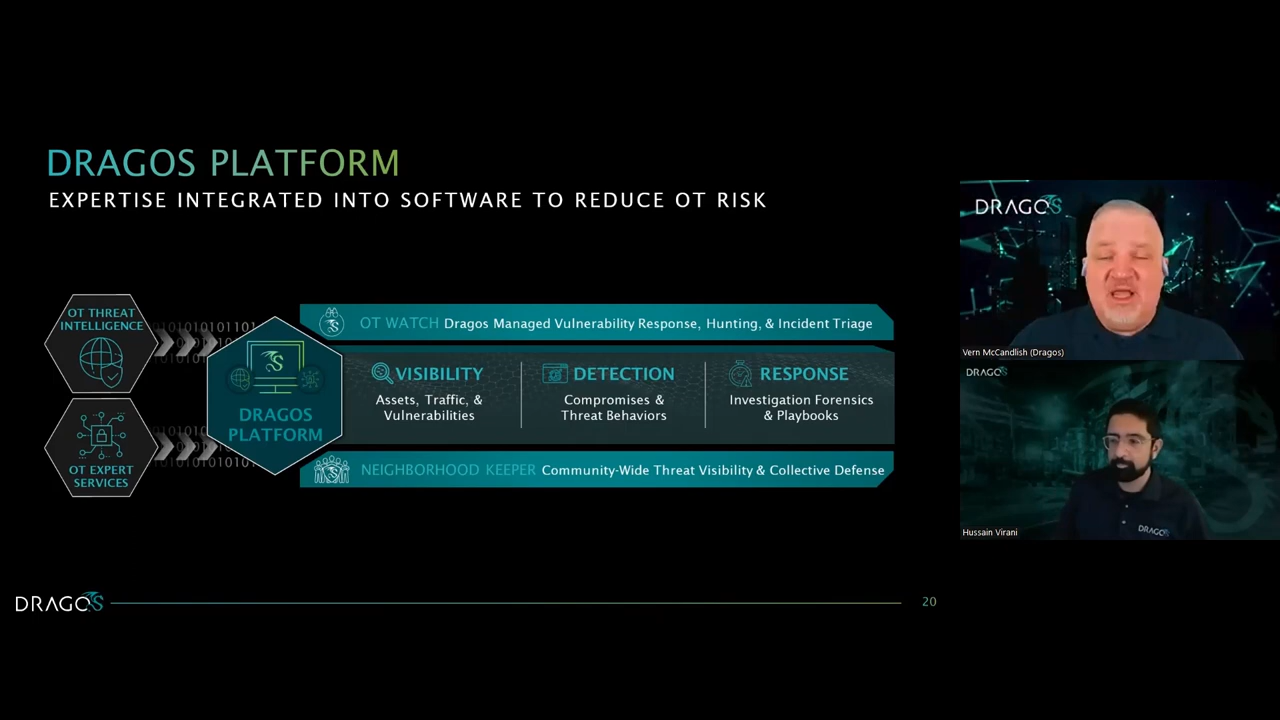 DRAGOS PLATFORM
EXPERTISE INTEGRATED INTO SOFTWARE TO REDUCE OT RISK
OT THREAT
INTELLIGENCE
OT EXPERT
SERVICES
DRAGOS
PLATFORM
OT WATCH Dragos Managed Vulnerability Response, Hunting, & Incident Triage
VISIBILITY
Assets, Traffic, &
Vulnerabilities
DETECTION
Compromises &
Threat Behaviors
RESPONSE
Investigation Forensics
& Playbooks
NEIGHBORHOOD KEEPER Community-Wide Threat Visibility & Collective Defense
DRAGOS
20
DRAGOS
Vern McCandlish (Dragos)
DRAGOS
DRAGOS
Hussain Virani